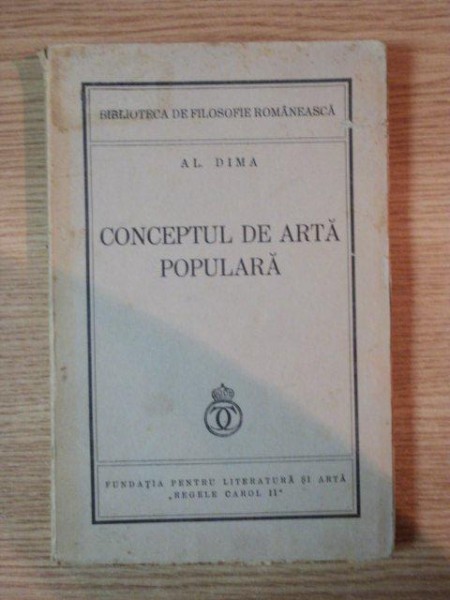 BIBLIOTECA DE FILOSOFIE ROMÂNEASCĂ
AL. DIMA
CONCEPTUL DE ARTĂ
POPULARĂ
FUNDAȚIA PENTRU LITERATURĂ ȘI ARTĂ
„REGELE CAROL II“